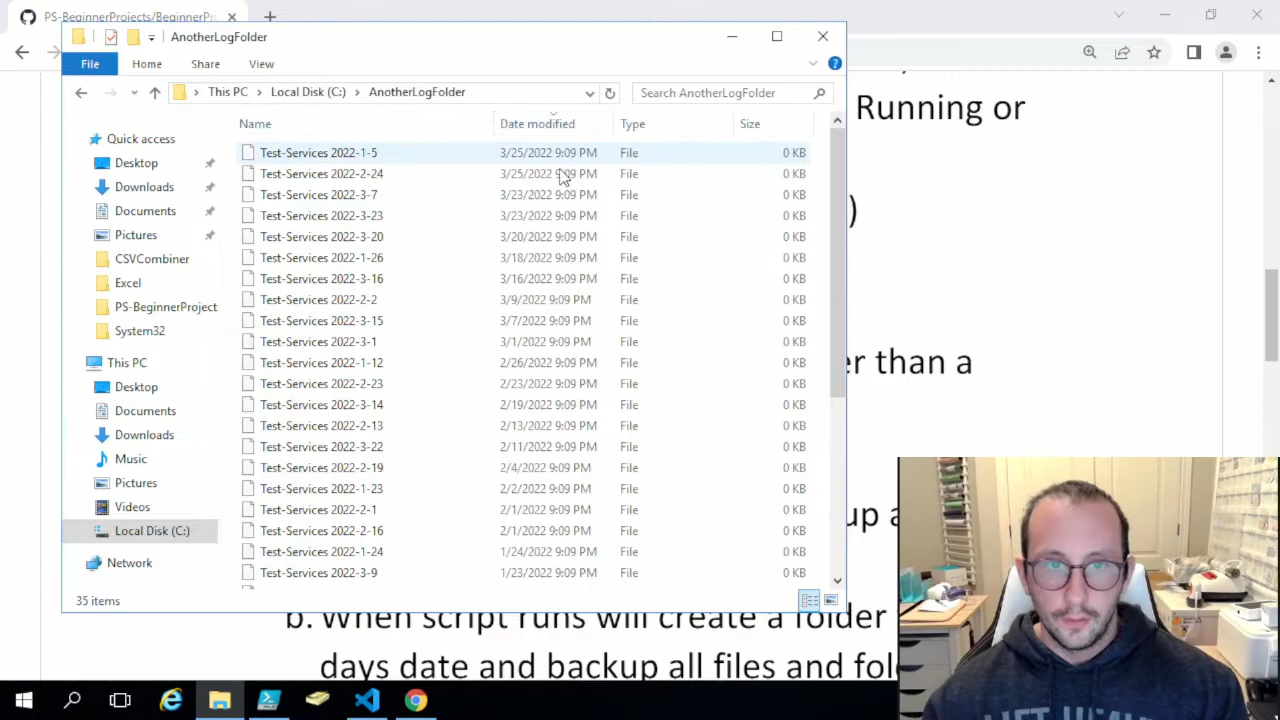 PS-BeginnerProjects/BeginnerPro
AnotherLogFolder
File Home Share View
This PC Local Disk (C:) AnotherLogFolder
Search AnotherLogFolder
Name Date modified Type Size
Test-Services 2022-1-5 3/25/2022 9:09 PM File 0 KB
Test-Services 2022-2-24 3/25/2022 9:09 PM File 0 KB
Test-Services 2022-3-7 3/23/2022 9:09 PM File 0 KB
Test-Services 2022-3-23 3/23/2022 9:09 PM File 0 KB
Test-Services 2022-3-20 3/20/2022 9:09 PM File 0 KB
Test-Services 2022-1-26 3/18/2022 9:09 PM File 0 KB
Test-Services 2022-3-16 3/16/2022 9:09 PM File 0 KB
Test-Services 2022-2-2 3/9/2022 9:09 PM File 0 KB
Test-Services 2022-3-15 3/7/2022 9:09 PM File 0 KB
Test-Services 2022-3-1 3/1/2022 9:09 PM File 0 KB
Test-Services 2022-1-12 2/26/2022 9:09 PM File 0 KB
Test-Services 2022-2-23 2/23/2022 9:09 PM File 0 KB
Test-Services 2022-3-14 2/19/2022 9:09 PM File 0 KB
Test-Services 2022-2-13 2/13/2022 9:09 PM File 0 KB
Test-Services 2022-3-22 2/11/2022 9:09 PM File 0 KB
Test-Services 2022-2-19 2/4/2022 9:09 PM File 0 KB
Test-Services 2022-1-23 2/2/2022 9:09 PM File 0 KB
Test-Services 2022-2-1 2/1/2022 9:09 PM File 0 KB
Test-Services 2022-2-16 2/1/2022 9:09 PM File 0 KB
Test-Services 2022-1-24 1/24/2022 9:09 PM File 0 KB
Test-Services 2022-3-9 1/23/2022 9:09 PM File 0 KB
Quick access
Desktop
Downloads
Documents
Pictures
CSVCombiner
Excel
PS-BeginnerProject
System32
This PC
Desktop
Documents
Downloads
Music
Pictures
Videos
Local Disk (C:)
Network
35 items
Running or
)
er than a
up a
b. When script runs will create a folder
days date and backup all files and fol